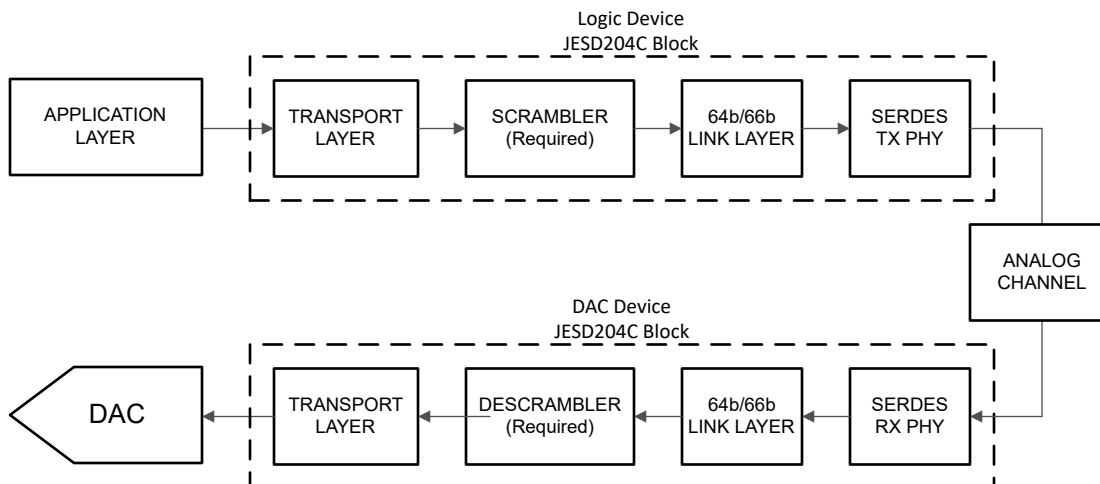 Logic Device
JESD204C Block
APPLICATION
LAYER
TRANSPORT
LAYER
SCRAMBLER
(Required)
64b/66b
LINK LAYER
SERDES
TX PHY
ANALOG
CHANNEL
DAC Device
JESD204C Block
DAC
TRANSPORT
LAYER
DESCRAMBLER
(Required)
64b/66b
LINK LAYER
SERDES
RX PHY